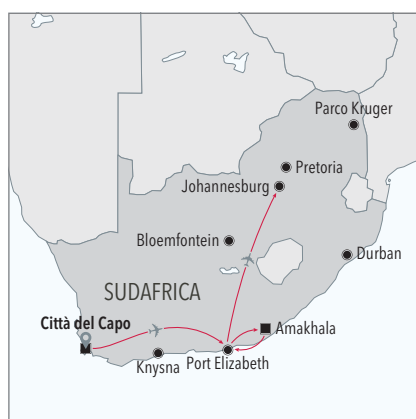 Parco Kruger
Pretoria
Johannesburg
Bloemfontein
Durban
SUDAFRICA
Città del Capo
Amakhala
Knysna
Port Elizabeth